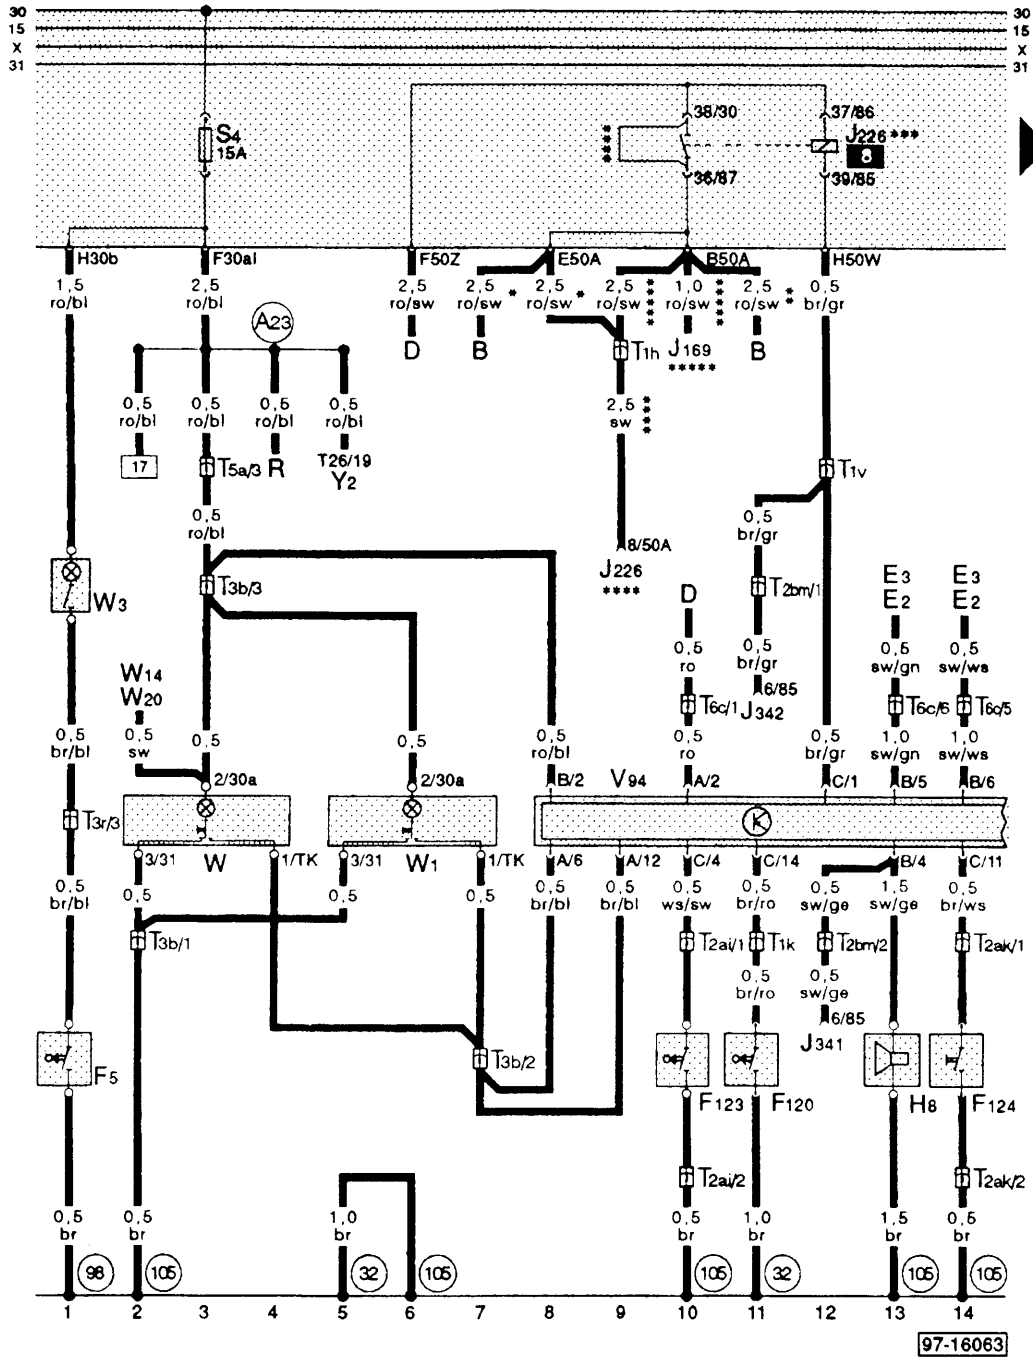 30 30
15 15
X X
31 31
38/30 37/86
S4 **** J226 ***
15A 8
36/87 39/85
H30b F30al F50Z E50A B50A H50W
1,5 2,5 2,5 2,5 * 2,5 * 2,5 **** 1,0 ***** 2,5 ** 0,5
ro/bl ro/bl ro/sw ro/sw ro/sw ro/sw ro/sw ro/sw br/gr
A23
D B T1h J169 B
*****
0,5 0,5 0,5 0,5 2,5 ****
ro/bl ro/bl ro/bl ro/bl sw
17 T5a/3 R T26/19 T1v
Y2
0,5 0,5
ro/bl br/gr
8/50A
J226
****
W3 T3b/3 D T2bm/1 E3 E3
E2 E2
0,5 0,5 0,5 0,5
ro br/gr sw/gn sw/ws
W14
W20
6/85
T6c/1 J342 T6c/6 T6c/5
0,5 0,5 0,5 0,5 0,5 0,5 0,5 1,0 1,0
br/bl sw ro/bl ro br/gr sw/gn sw/ws
2/30a 2/30a B/2 V94 A/2 C/1 B/5 B/6
T3r/3
3/31 W 1/TK 3/31 W1 1/TK A/6 A/12 C/4 C/14 B/4 C/11
0,5 0,5 0,5 0,5 0,5 0,5 0,5 0,5 0,5 1,5 0,5
br/bl br/bl br/bl ws/sw br/ro sw/ge sw/ge br/ws
T3b/1 T2ai/1 T1k T2bm/2 T2ak/1
0,5 0,5
br/ro sw/ge
6/85
J341
F5 T3b/2
F123 F120 H8 F124
T2ai/2 T2ak/2
0,5 0,5 1,0 0,5 1,0 1,5 0,5
br br br br br br br
98 105 32 105 105 32 105 105
1 2 3 4 5 6 7 8 9 10 11 12 13 14
97-16063